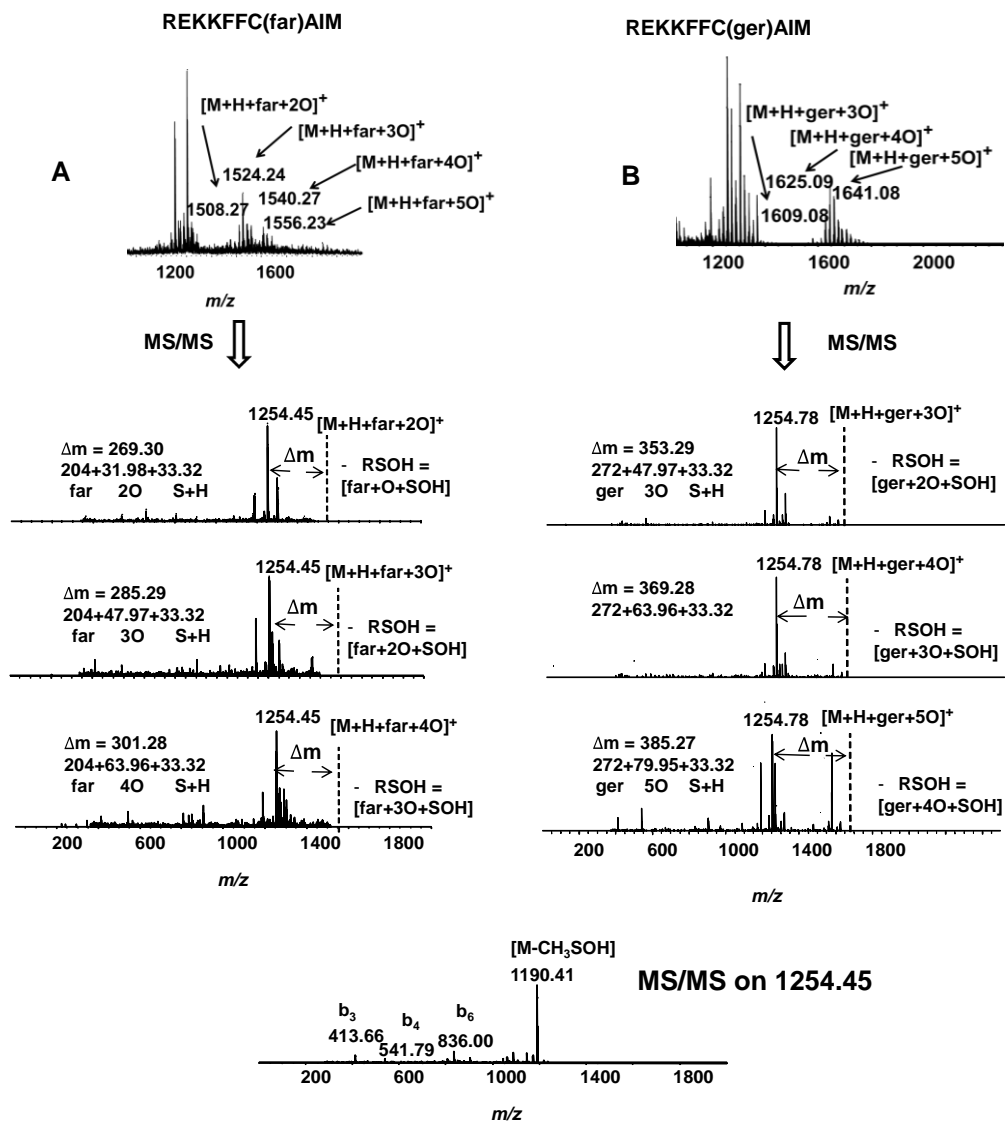 REKKFFC(far)AIM
A
[M+H+far+2O]⁺
[M+H+far+3O]⁺
1524.24
[M+H+far+4O]⁺
1540.27
1508.27
[M+H+far+5O]⁺
1556.23
1200 1600
m/z
MS/MS
1254.45
[M+H+far+2O]⁺
Δm = 269.30
204+31.98+33.32
far 2O S+H
Δm
- RSOH =
[far+O+SOH]
1254.45
[M+H+far+3O]⁺
Δm = 285.29
204+47.97+33.32
far 3O S+H
Δm
- RSOH =
[far+2O+SOH]
1254.45
[M+H+far+4O]⁺
Δm = 301.28
204+63.96+33.32
far 4O S+H
Δm
- RSOH =
[far+3O+SOH]
200 600 1000 1400 1800
m/z
REKKFFC(ger)AIM
B
[M+H+ger+3O]⁺
[M+H+ger+4O]⁺
[M+H+ger+5O]⁺
1625.09
1641.08
1609.08
1200 1600 2000
m/z
MS/MS
1254.78
[M+H+ger+3O]⁺
Δm = 353.29
272+47.97+33.32
ger 3O S+H
Δm
- RSOH =
[ger+2O+SOH]
1254.78
[M+H+ger+4O]⁺
Δm = 369.28
272+63.96+33.32
Δm
- RSOH =
[ger+3O+SOH]
1254.78
[M+H+ger+5O]⁺
Δm = 385.27
272+79.95+33.32
ger 5O S+H
Δm
- RSOH =
[ger+4O+SOH]
200 600 1000 1400 1800
m/z
[M-CH₃SOH]
1190.41
MS/MS on 1254.45
b₃
413.66
b₄
541.79
b₆
836.00
200 600 1000 1400 1800
m/z